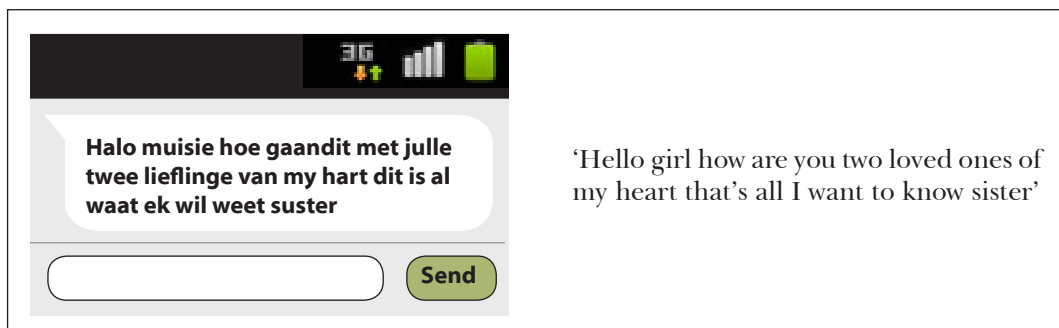 3G
Halo muisie hoe gaandit met julle
twee lieflinge van my hart dit is al
waat ek wil weet suster
Send
‘Hello girl how are you two loved ones of
my heart that’s all I want to know sister’